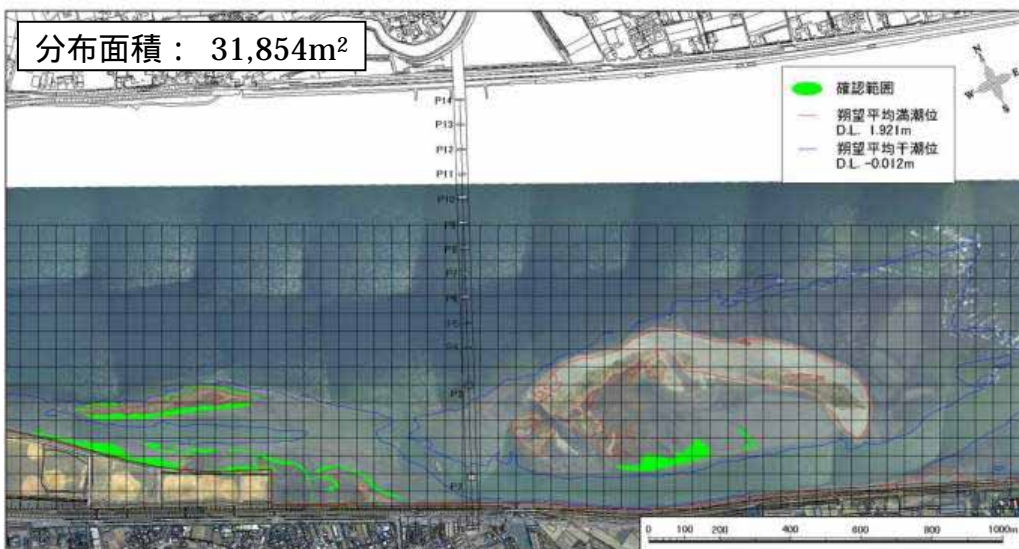 分布面積： 31,854m²
N
E
W
S
確認範囲
朔望平均満潮位
D.L. 1.921m
朔望平均干潮位
D.L. -0.012m
P14
P13
P12
P11
P10
P9
P8
P7
P6
P5
P4
P3
P2
0 100 200 400 600 800 1000m